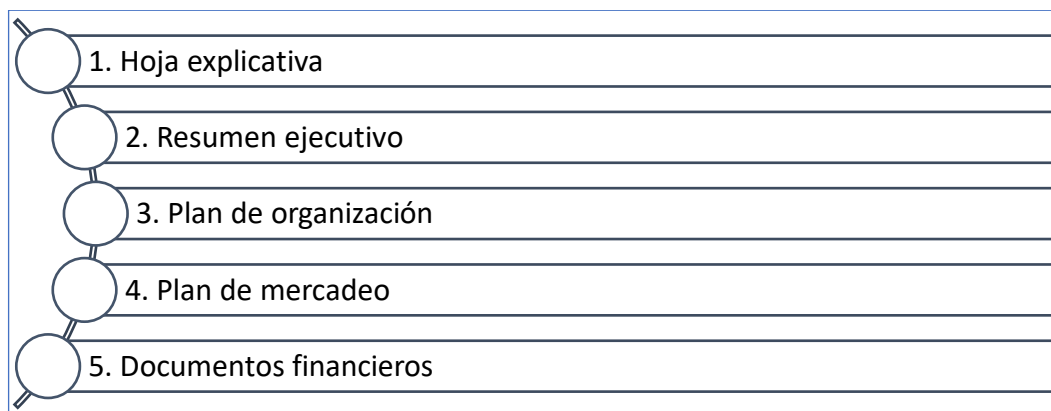 1. Hoja explicativa
2. Resumen ejecutivo
3. Plan de organización
4. Plan de mercadeo
5. Documentos financieros